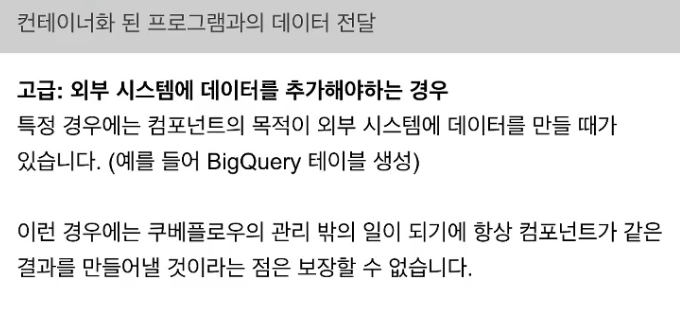 컨테이너화 된 프로그램과의 데이터 전달
고급: 외부 시스템에 데이터를 추가해야하는 경우
특정 경우에는 컴포넌트의 목적이 외부 시스템에 데이터를 만들 때가
있습니다. (예를 들어 BigQuery 테이블 생성)
이런 경우에는 쿠베플로우의 관리 밖의 일이 되기에 항상 컴포넌트가 같은
결과를 만들어낼 것이라는 점은 보장할 수 없습니다.